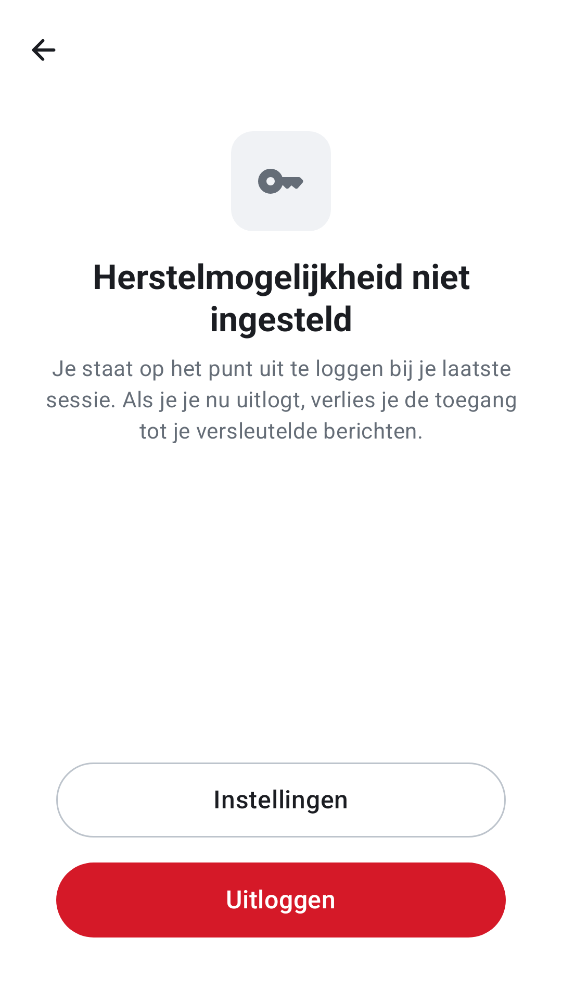 Herstelmogelijkheid niet
ingesteld
Je staat op het punt uit te loggen bij je laatste
sessie. Als je je nu uitlogt, verlies je de toegang
tot je versleutelde berichten.
Instellingen
Uitloggen